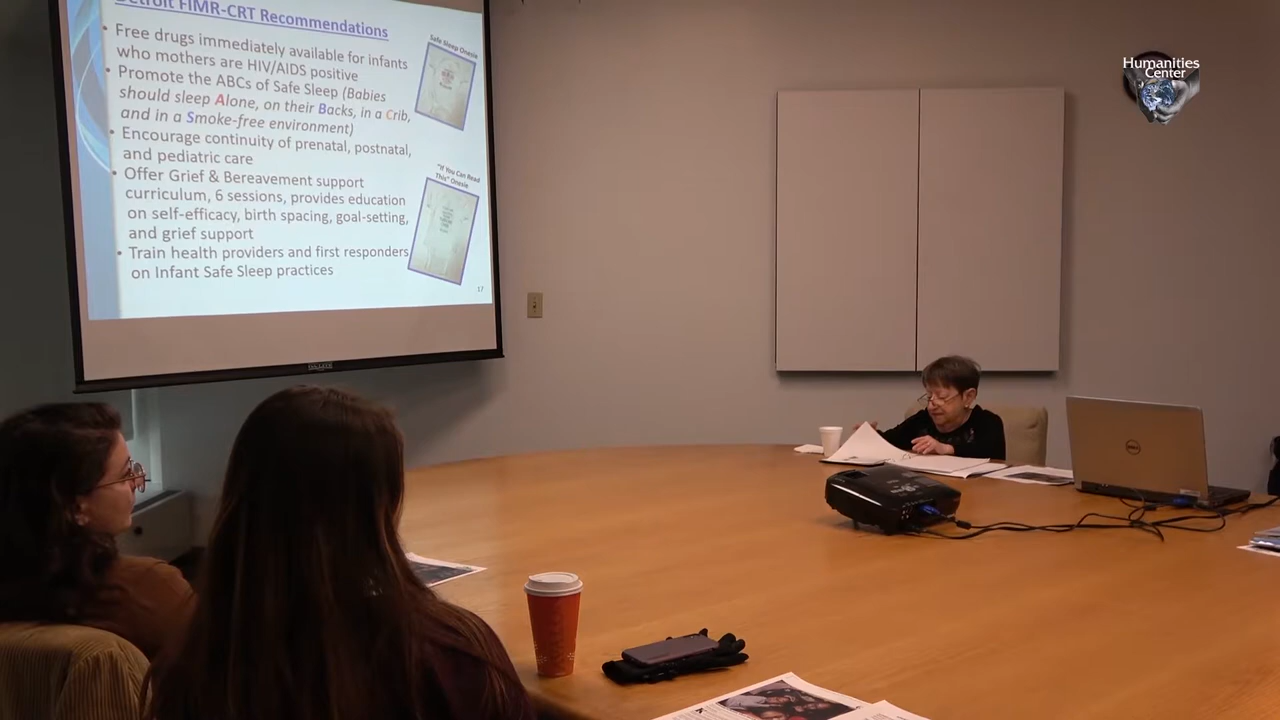 Detroit FIMR-CRT Recommendations
• Free drugs immediately available for infants
who mothers are HIV/AIDS positive
• Promote the ABCs of Safe Sleep (Babies
should sleep Alone, on their Backs, in a Crib,
and in a Smoke-free environment)
• Encourage continuity of prenatal, postnatal,
and pediatric care
• Offer Grief & Bereavement support
curriculum, 6 sessions, provides education
on self-efficacy, birth spacing, goal-setting,
and grief support
• Train health providers and first responders
on Infant Safe Sleep practices
Safe Sleep Onesie
"If You Can Read
This" Onesie
17
Humanities
Center
DELL